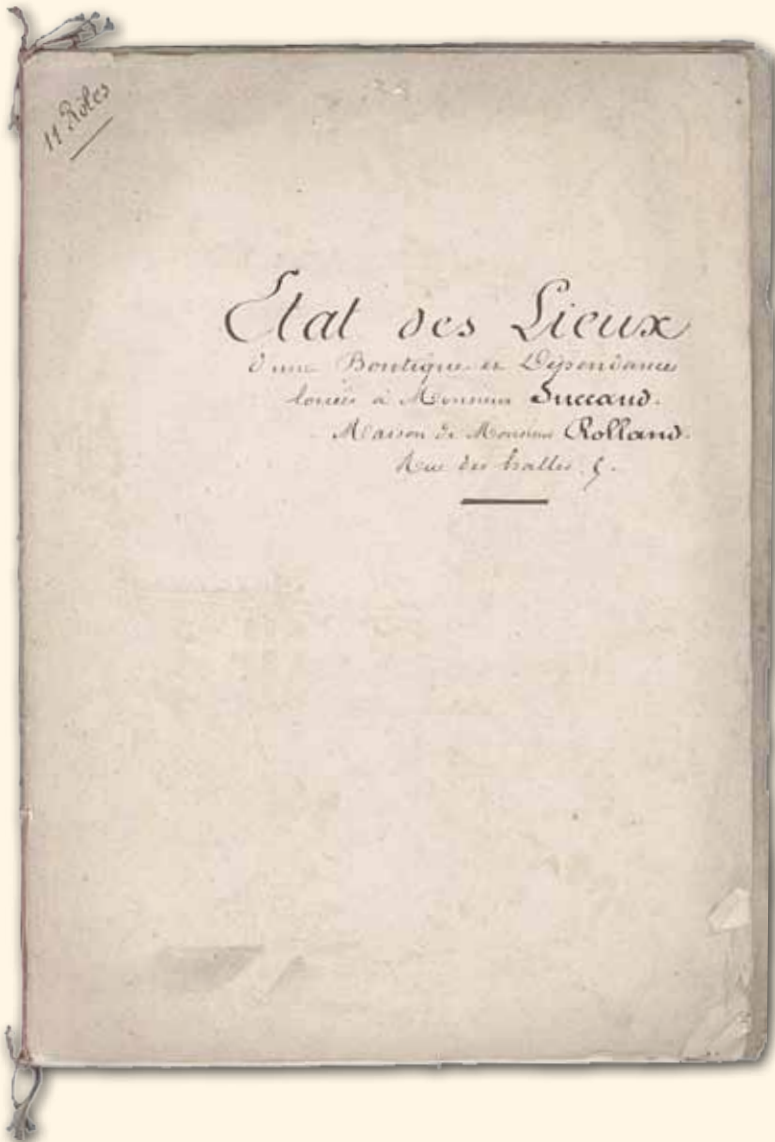 11 Rôles
État des Lieux
d'une Boutique et Dépendances
louées à Monsieur Duccaud.
Maison de Monsieur Rolland.
Rue des halles, 5.